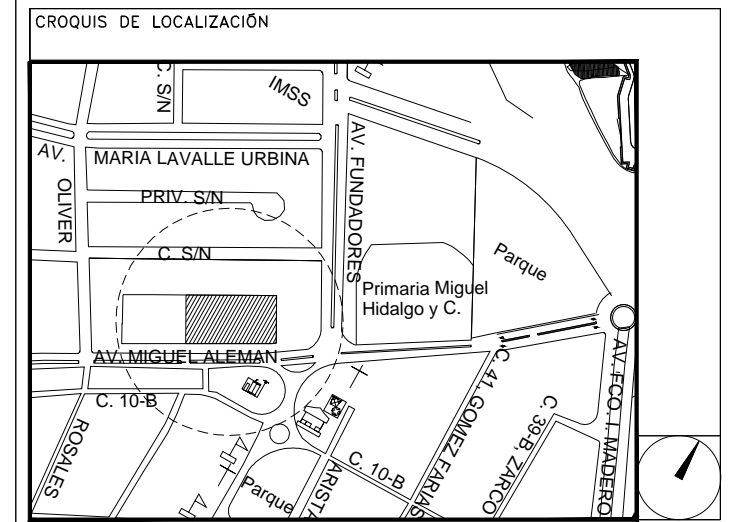 CROQUIS DE LOCALIZACIÓN
C. S/N
IMSS
AV. OLIVER
MARIA LAVALLE URBINA
AV. FUNDADORES
PRIV. S/N
C. S/N
Parque
Primaria Miguel
Hidalgo y C.
AV. MIGUEL ALEMAN
C. 10-B
ROSALES
Parque
ARISTA
C. 10-B
C. 41, GOMEZ FARIAS
C. 39-B, ZARCO
AV. FCO. I. MADERO